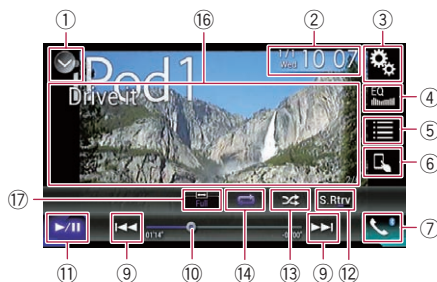 ① ⑯ ② ③
iPod1
1/1
Wed
10 07
Drive it
EQ
④
⑤
⑥
⑰
Full
S.Rtrv
⑦
01'14"
-01'00"
⑪ ⑨ ⑩ ⑭ ⑬ ⑨ ⑫